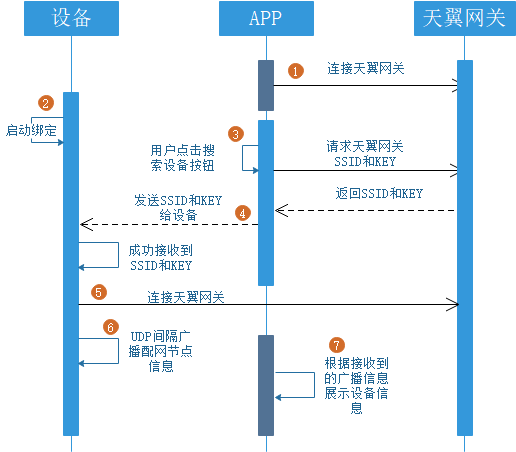 设备
APP
天翼网关
1
连接天翼网关
2
启动绑定
3
用户点击搜
索设备按钮
请求天翼网关
SSID和KEY
返回SSID和KEY
发送SSID和KEY
给设备
4
成功接收到
SSID和KEY
5
连接天翼网关
6
UDP间隔广
播配网节点
信息
7
根据接收到
的广播信息
展示设备信
息